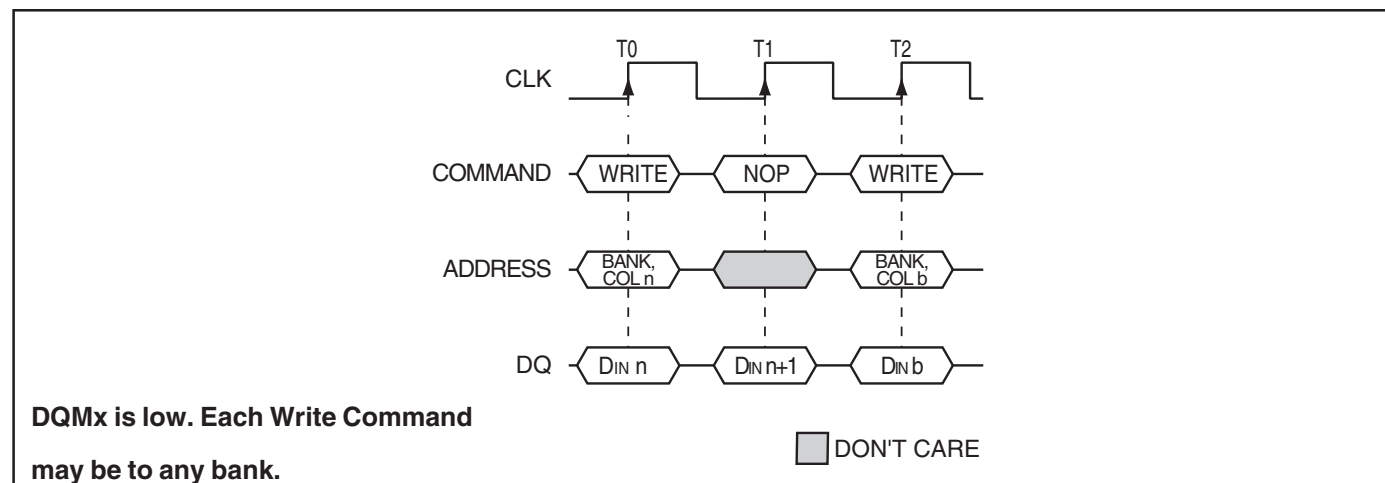 T0 T1 T2
CLK
COMMAND WRITE NOP WRITE
BANK, BANK,
ADDRESS
COL n COL b
DQ DIN n DIN n+1 DIN b
DQMx is low. Each Write Command
DON'T CARE
may be to any bank.